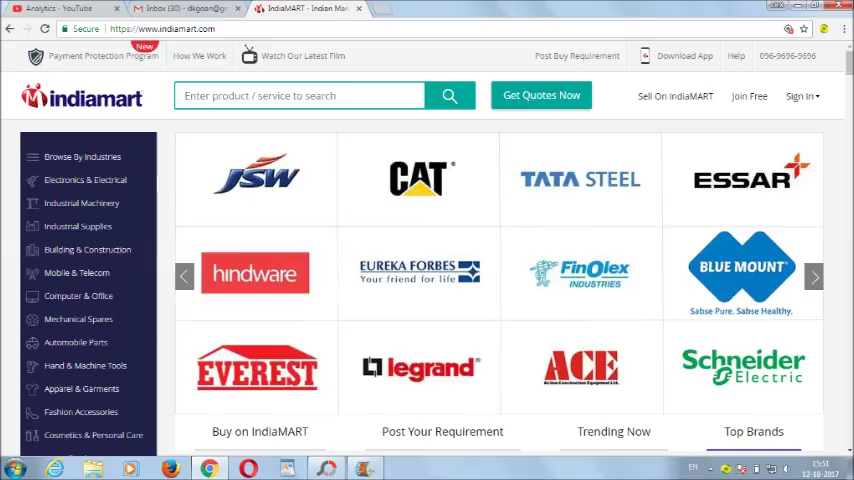 Analytics - YouTube
Inbox (30) - dkgoan@gr
IndiaMART - Indian Mar
https://www.indiamart.com
New
Payment Protection Program
How We Work
Watch Our Latest Film
Post Buy Requirement
Download App
Help
096-9696-9696
indiamart
Enter product / service to search
Get Quotes Now
Sell On IndiaMART
Join Free
Sign In
Browse By Industries
Electronics & Electrical
Industrial Machinery
Industrial Supplies
Building & Construction
Mobile & Telecom
Computer & Office
Mechanical Spares
Automobile Parts
Hand & Machine Tools
Apparel & Garments
Fashion Accessories
Cosmetics & Personal Care
JSW
CAT
TATA STEEL
ESSAR
hindware
EUREKA FORBES
Your friend for life
FINOLEX
INDUSTRIES
BLUE MOUNT
Sabse Pure. Sabse Healthy.
EVEREST
legrand
ACE
Action Construction Equipment Ltd.
Schneider
Electric
Buy on IndiaMART
Post Your Requirement
Trending Now
Top Brands
EN
15:51
12-10-2017